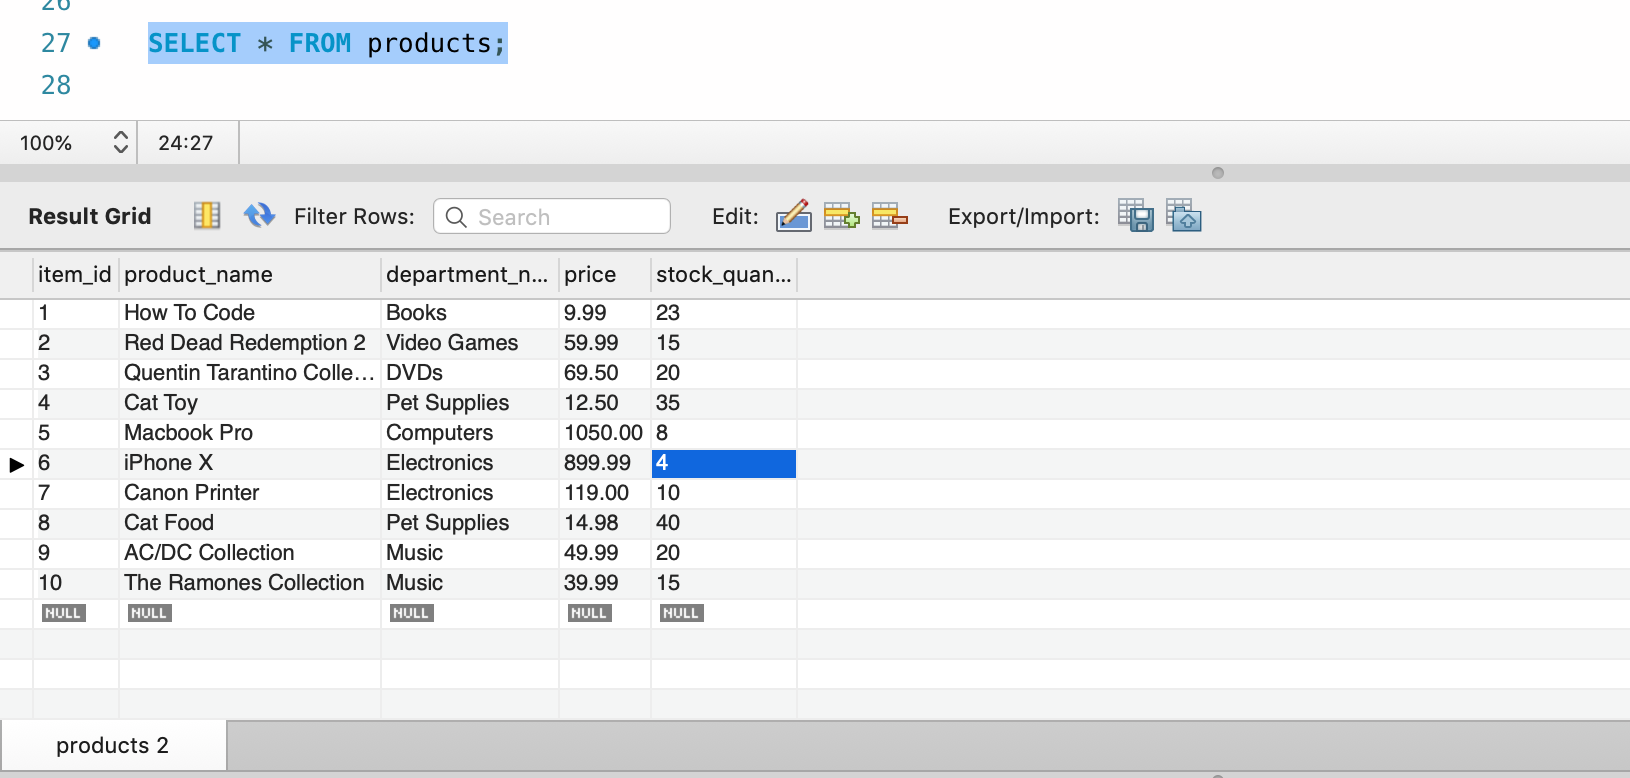 26
27 SELECT * FROM products;
28
100% 24:27
Result Grid Filter Rows: Search Edit: Export/Import:
item_id product_name department_n... price stock_quan...
1 How To Code Books 9.99 23
2 Red Dead Redemption 2 Video Games 59.99 15
3 Quentin Tarantino Colle... DVDs 69.50 20
4 Cat Toy Pet Supplies 12.50 35
5 Macbook Pro Computers 1050.00 8
6 iPhone X Electronics 899.99 4
7 Canon Printer Electronics 119.00 10
8 Cat Food Pet Supplies 14.98 40
9 AC/DC Collection Music 49.99 20
10 The Ramones Collection Music 39.99 15
NULL NULL NULL NULL NULL
products 2